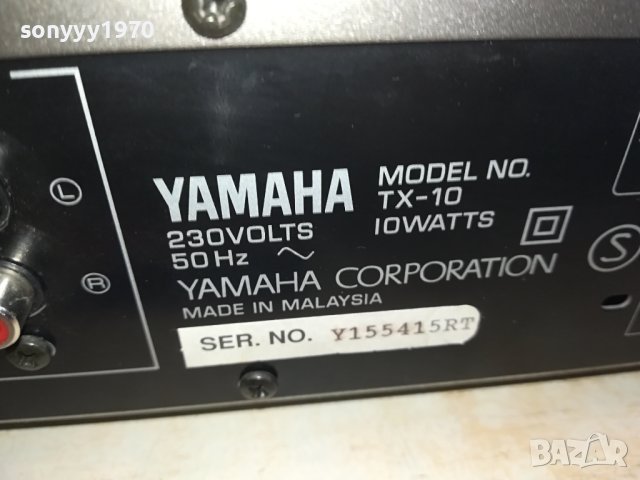 sonyyy1970
YAMAHA
MODEL NO.
TX-10
230VOLTS
10WATTS
50Hz ~
YAMAHA CORPORATION
MADE IN MALAYSIA
SER. NO. Y155415RT
L
R
S
BAZAR